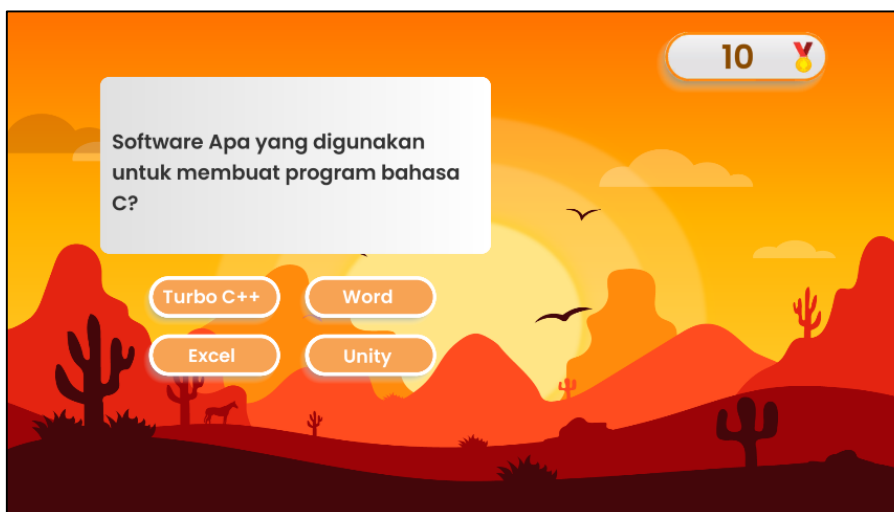 10
Software Apa yang digunakan
untuk membuat program bahasa
C?
Turbo C++
Word
Excel
Unity